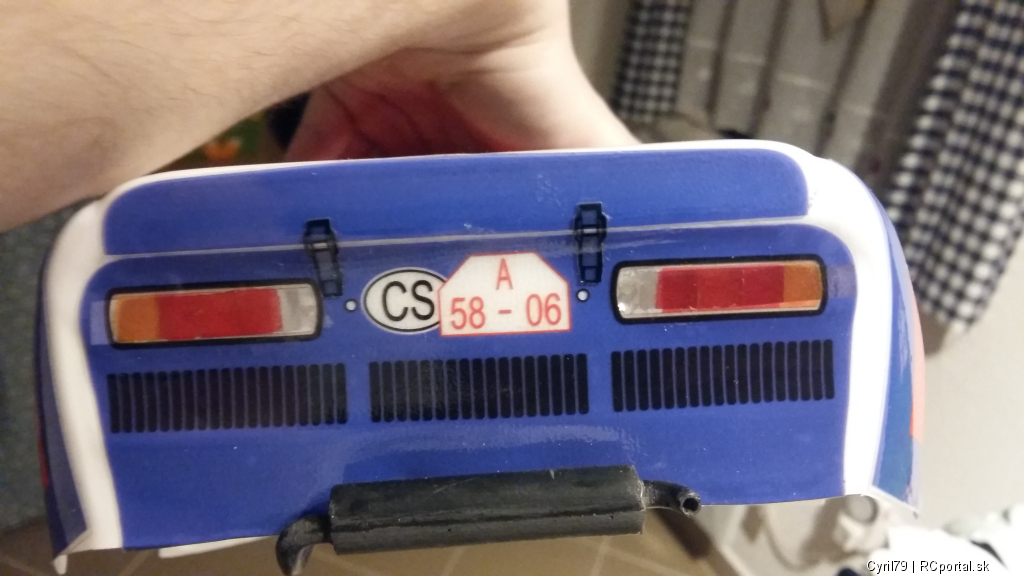 CS
A
58 - 06
Cyril79 | RCportal.sk